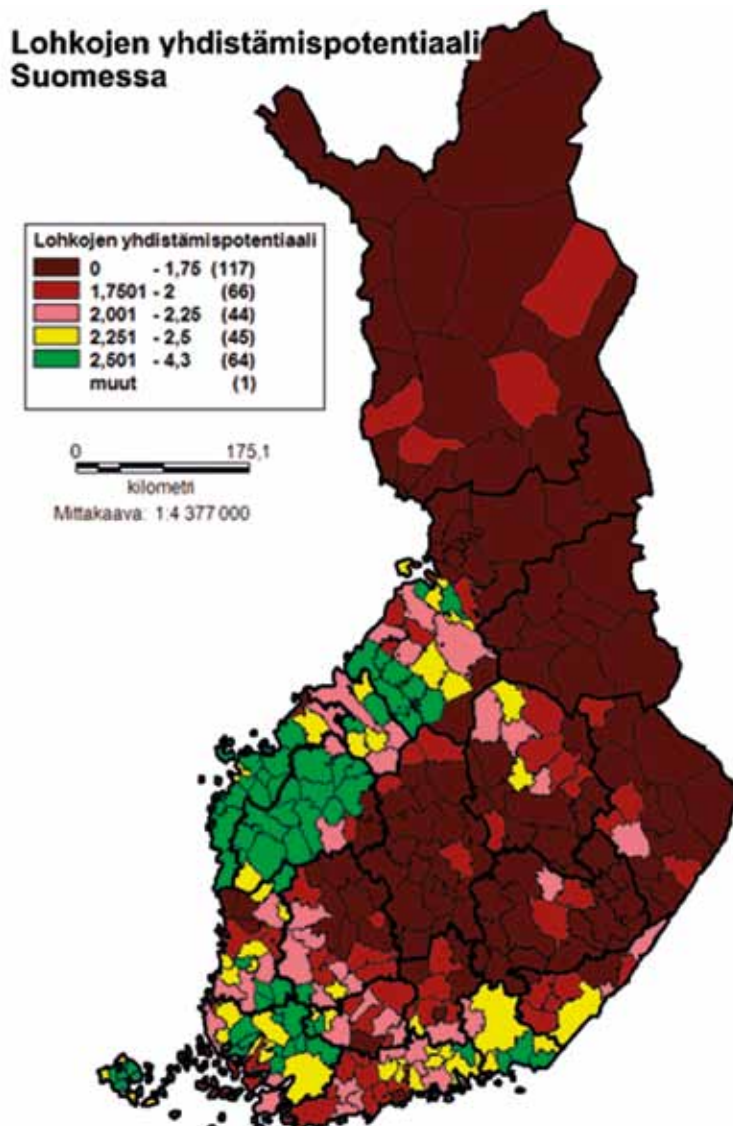 Lohkojen yhdistämispotentiaali
Suomessa
Lohkojen yhdistämispotentiaali
0 - 1,75 (117)
1,7501 - 2 (66)
2,001 - 2,25 (44)
2,251 - 2,5 (45)
2,501 - 4,3 (64)
muut (1)
0 175,1
kilometri
Mittakaava: 1:4 377 000